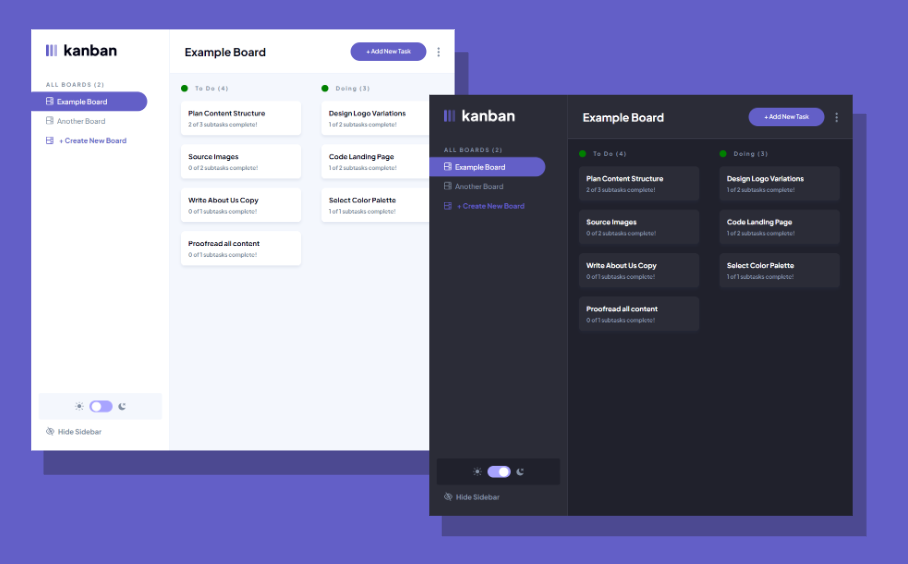 kanban
Example Board
+ Add New Task
ALL BOARDS (2)
Example Board
Another Board
+ Create New Board
To Do (4)
Plan Content Structure
2 of 3 subtasks complete!
Source Images
0 of 2 subtasks complete!
Write About Us Copy
0 of 1 subtasks complete!
Proofread all content
0 of 1 subtasks complete!
Doing (3)
Design Logo Variations
1 of 2 subtasks complete!
Code Landing Page
1 of 2 subtasks complete!
Select Color Palette
1 of 1 subtasks complete!
Hide Sidebar
kanban
Example Board
+ Add New Task
ALL BOARDS (2)
Example Board
Another Board
+ Create New Board
To Do (4)
Plan Content Structure
2 of 3 subtasks complete!
Source Images
0 of 2 subtasks complete!
Write About Us Copy
0 of 1 subtasks complete!
Proofread all content
0 of 1 subtasks complete!
Doing (3)
Design Logo Variations
1 of 2 subtasks complete!
Code Landing Page
1 of 2 subtasks complete!
Select Color Palette
1 of 1 subtasks complete!
Hide Sidebar